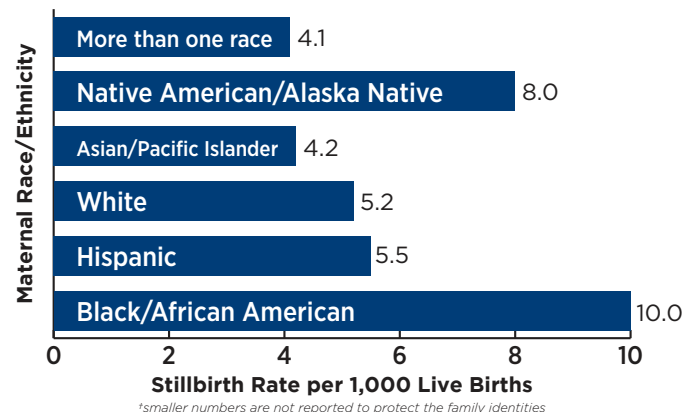 Maternal Race/Ethnicity
More than one race 4.1
Native American/Alaska Native 8.0
Asian/Pacific Islander 4.2
White 5.2
Hispanic 5.5
Black/African American 10.0
0 2 4 6 8 10
Stillbirth Rate per 1,000 Live Births
†smaller numbers are not reported to protect the family identities